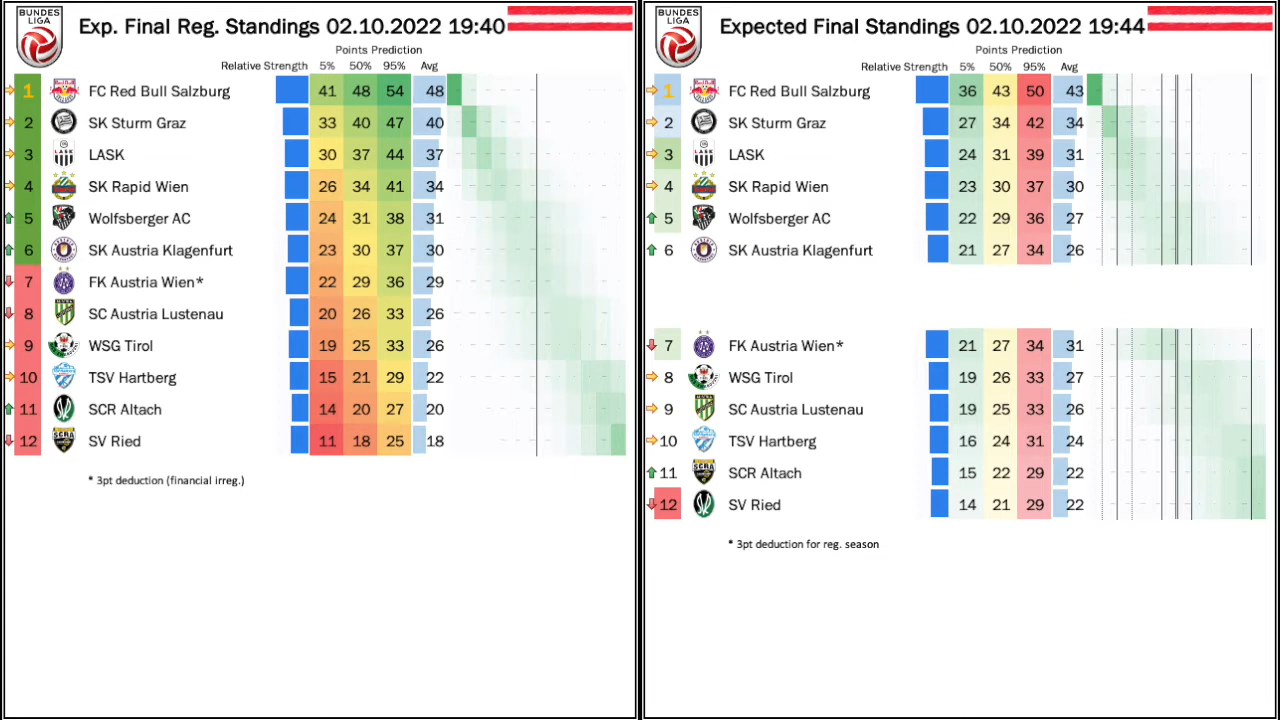 BUNDES
LIGA
Exp. Final Reg. Standings 02.10.2022 19:40
Points Prediction
Relative Strength 5% 50% 95% Avg
1 FC Red Bull Salzburg 41 48 54 48
2 SK Sturm Graz 33 40 47 40
3 LASK 30 37 44 37
4 SK Rapid Wien 26 34 41 34
5 Wolfsberger AC 24 31 38 31
6 SK Austria Klagenfurt 23 30 37 30
7 FK Austria Wien* 22 29 36 29
8 SC Austria Lustenau 20 26 33 26
9 WSG Tirol 19 25 33 26
10 TSV Hartberg 15 21 29 22
11 SCR Altach 14 20 27 20
12 SV Ried 11 18 25 18
* 3pt deduction (financial irreg.)
BUNDES
LIGA
Expected Final Standings 02.10.2022 19:44
Points Prediction
Relative Strength 5% 50% 95% Avg
1 FC Red Bull Salzburg 36 43 50 43
2 SK Sturm Graz 27 34 42 34
3 LASK 24 31 39 31
4 SK Rapid Wien 23 30 37 30
5 Wolfsberger AC 22 29 36 27
6 SK Austria Klagenfurt 21 27 34 26
7 FK Austria Wien* 21 27 34 31
8 WSG Tirol 19 26 33 27
9 SC Austria Lustenau 19 25 33 26
10 TSV Hartberg 16 24 31 24
11 SCR Altach 15 22 29 22
12 SV Ried 14 21 29 22
* 3pt deduction for reg. season